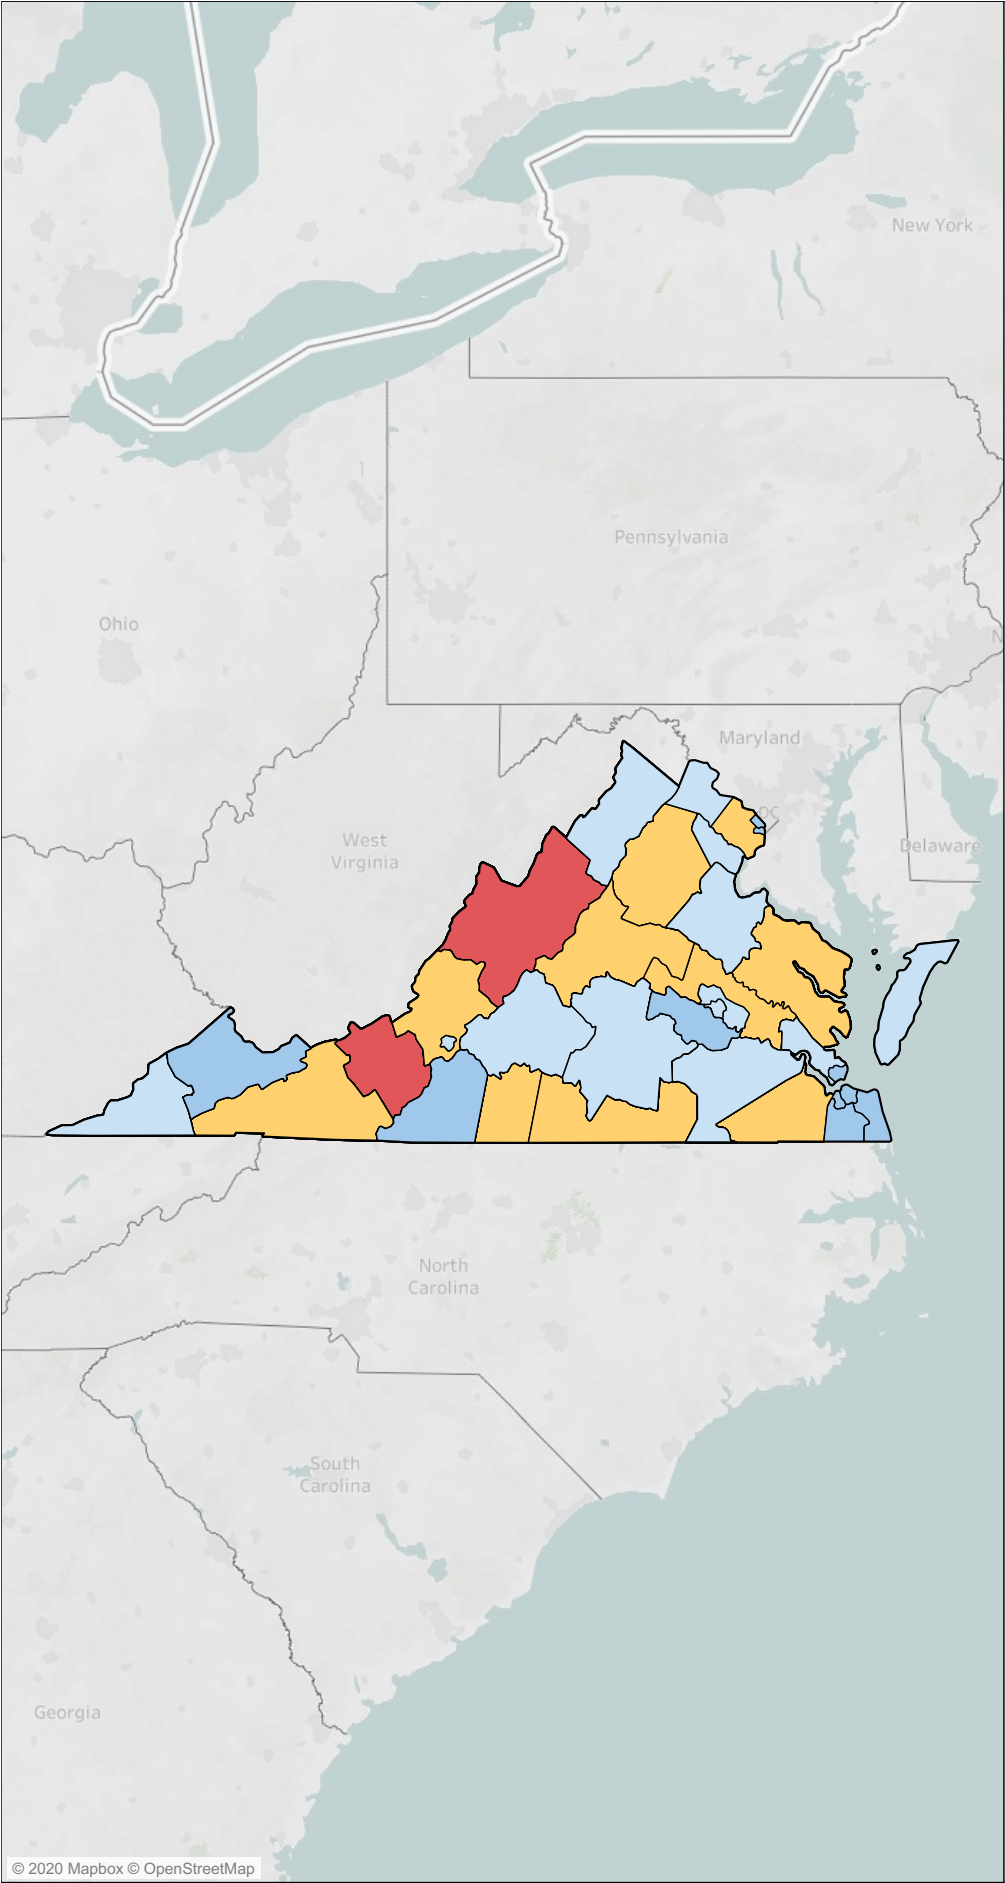 New York
Pennsylvania
Ohio
N
Maryland
DC
West
Virginia
Delaware
North
Carolina
South
Carolina
Georgia
© 2020 Mapbox © OpenStreetMap